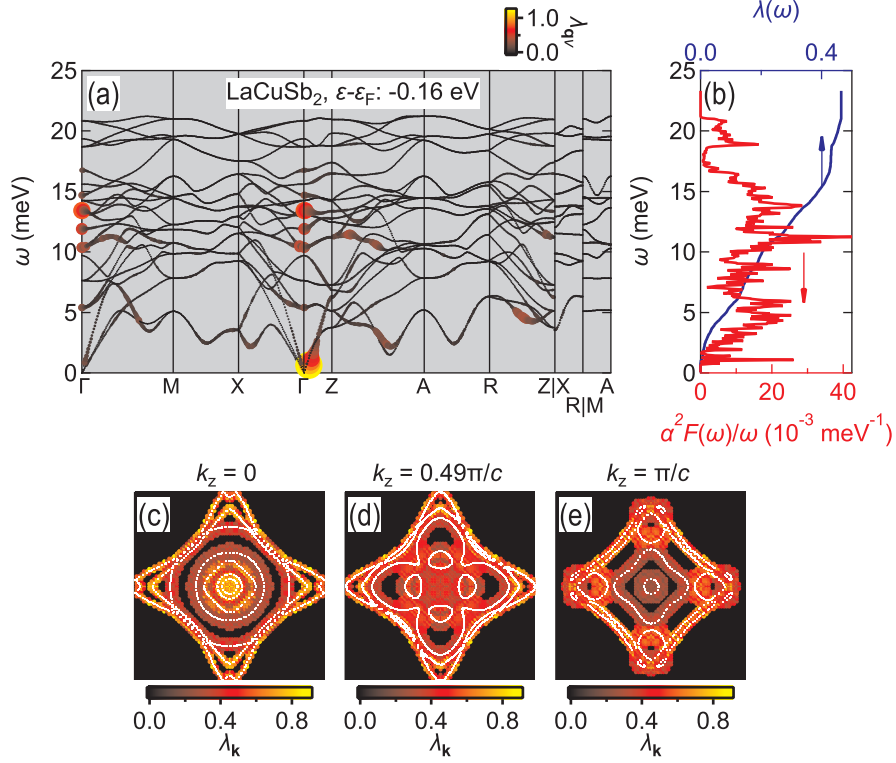 1.0
0.0
λqν
λ(ω)
0.0
0.4
25
20
15
10
5
0
ω (meV)
(a)
LaCuSb2, ε-εF: -0.16 eV
Γ
M
X
Γ
Z
A
R
Z|X
R|M
A
25
20
15
10
5
0
ω (meV)
(b)
0
20
40
α²F(ω)/ω (10⁻³ meV⁻¹)
kz = 0
kz = 0.49π/c
kz = π/c
(c)
(d)
(e)
0.0 0.4 0.8
0.0 0.4 0.8
0.0 0.4 0.8
λk
λk
λk